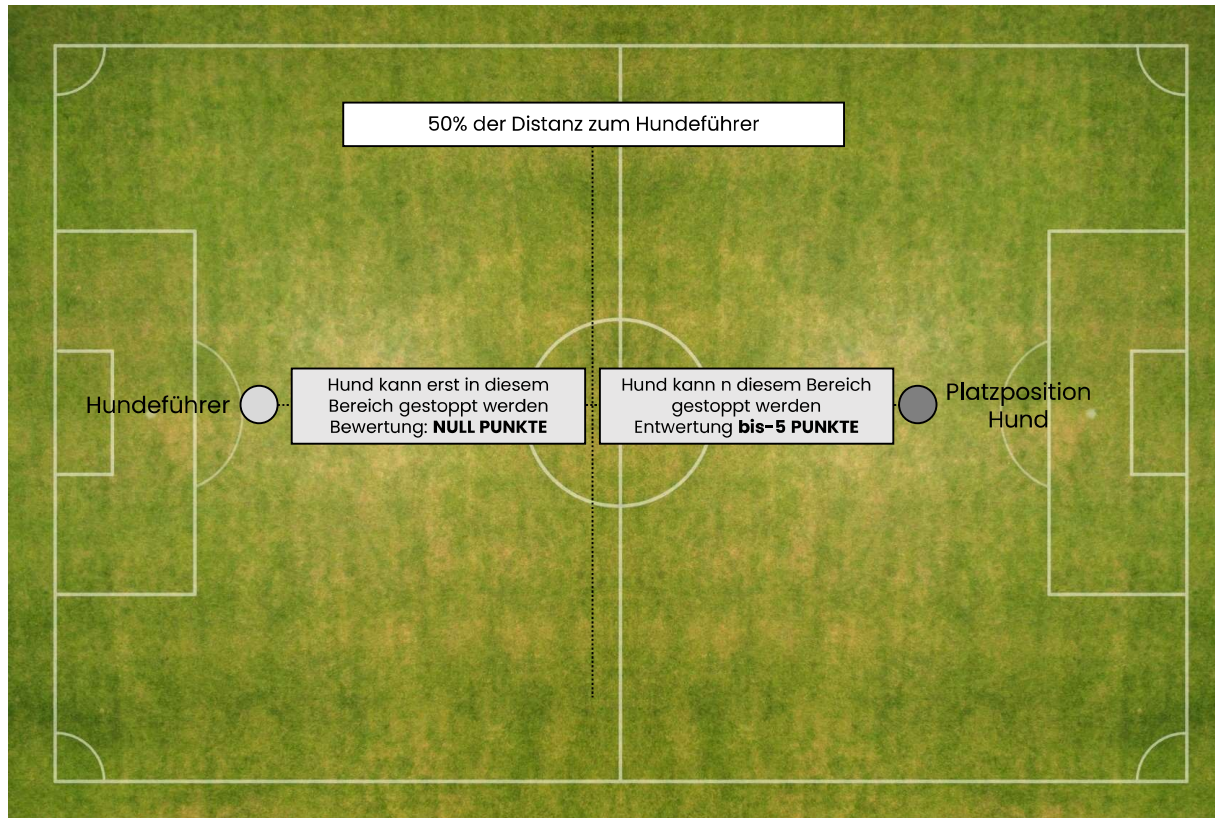 50% der Distanz zum Hundeführer
Hundeführer
Hund kann erst in diesem
Bereich gestoppt werden
Bewertung: NULL PUNKTE
Hund kann n diesem Bereich
gestoppt werden
Entwertung bis-5 PUNKTE
Platzposition
Hund